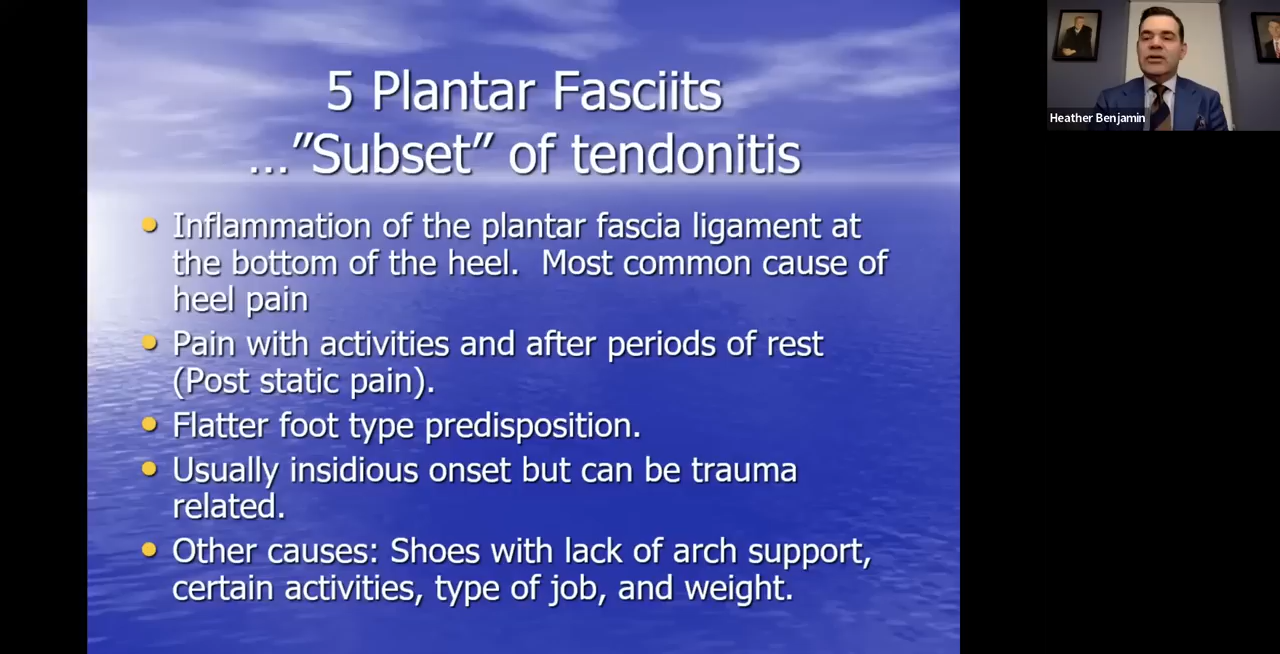 5 Plantar Fasciits
…”Subset” of tendonitis
• Inflammation of the plantar fascia ligament at
the bottom of the heel.  Most common cause of
heel pain
• Pain with activities and after periods of rest
(Post static pain).
• Flatter foot type predisposition.
• Usually insidious onset but can be trauma
related.
• Other causes: Shoes with lack of arch support,
certain activities, type of job, and weight.
Heather Benjamin